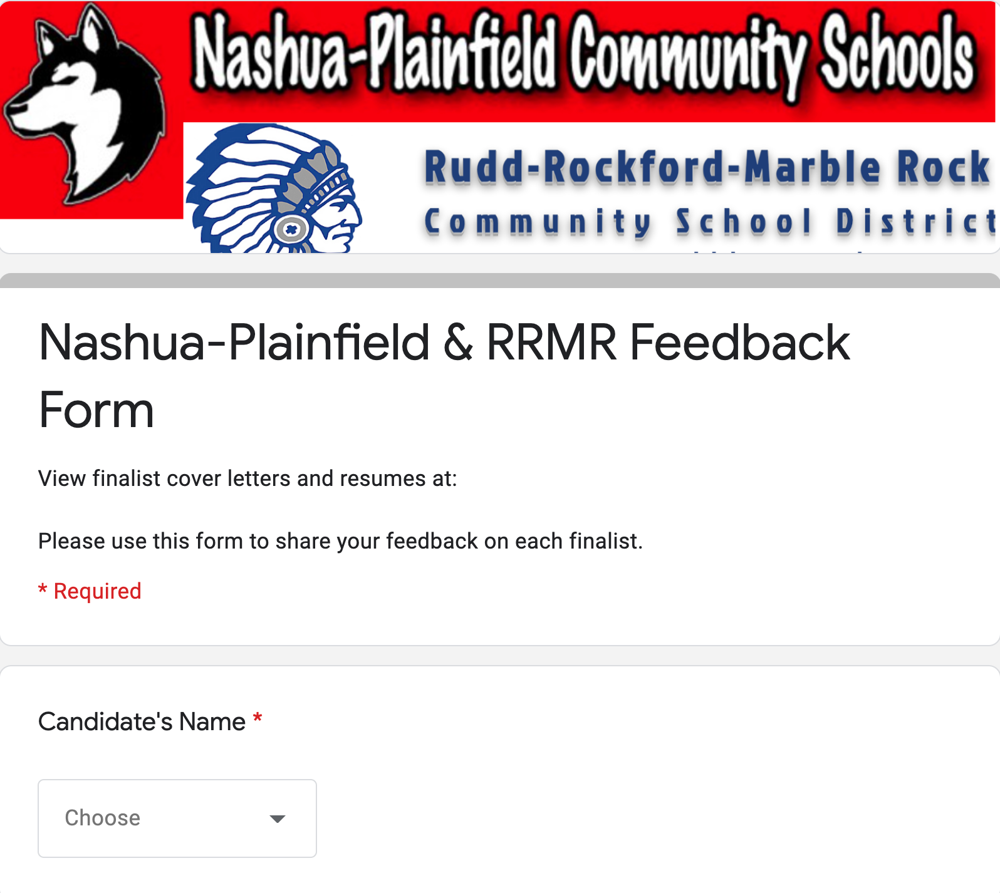 Nashua-Plainfield Community Schools
Rudd-Rockford-Marble Rock
Community School District
Nashua-Plainfield & RRMR Feedback
Form
View finalist cover letters and resumes at:
Please use this form to share your feedback on each finalist.
* Required
Candidate's Name *
Choose